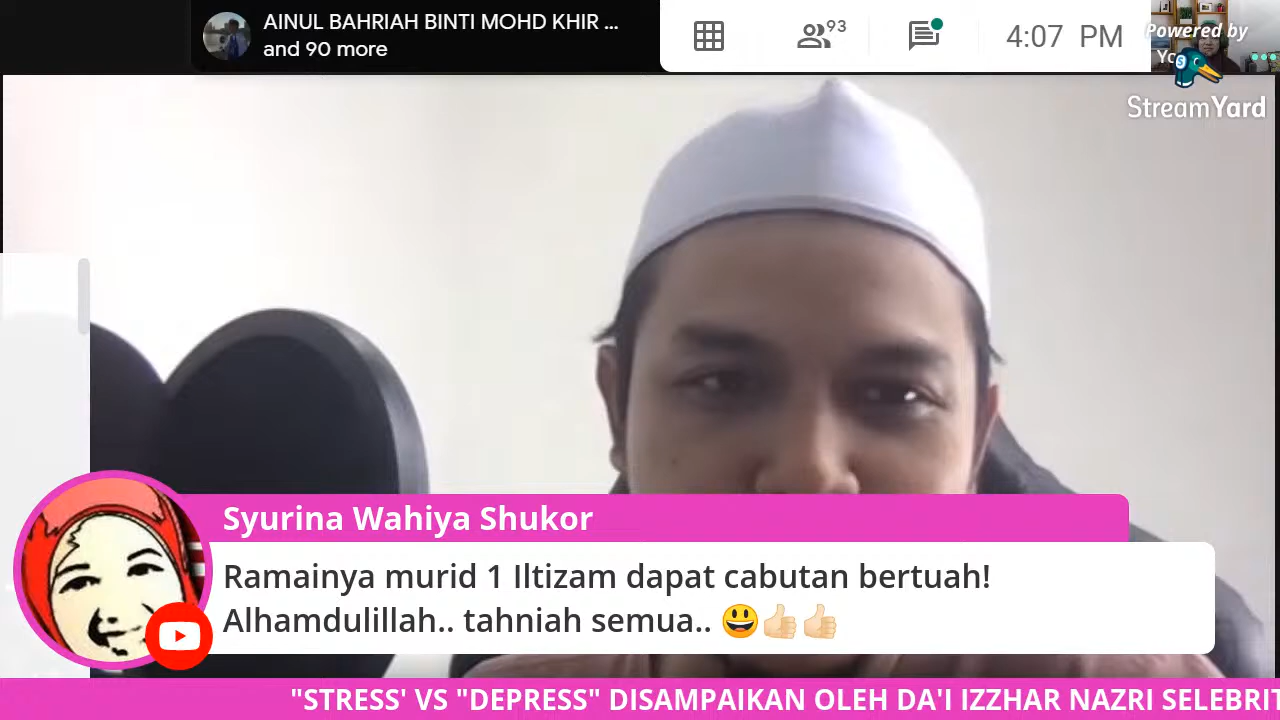 AINUL BAHRIAH BINTI MOHD KHIR ...
and 90 more
93
4:07 PM
Powered by
StreamYard
Syurina Wahiya Shukor
Ramainya murid 1 Iltizam dapat cabutan bertuah!
Alhamdulillah.. tahniah semua.. 😃👍🏻👍🏻
"STRESS' VS "DEPRESS" DISAMPAIKAN OLEH DA'I IZZHAR NAZRI SELEBRIT